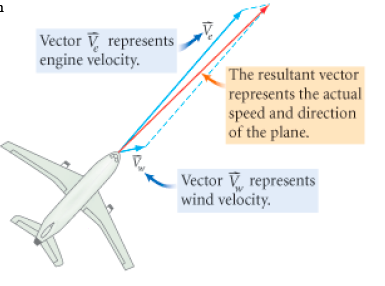 n
Vector V⃗e represents
engine velocity.
V⃗e
The resultant vector
represents the actual
speed and direction
of the plane.
V⃗w
Vector V⃗w represents
wind velocity.